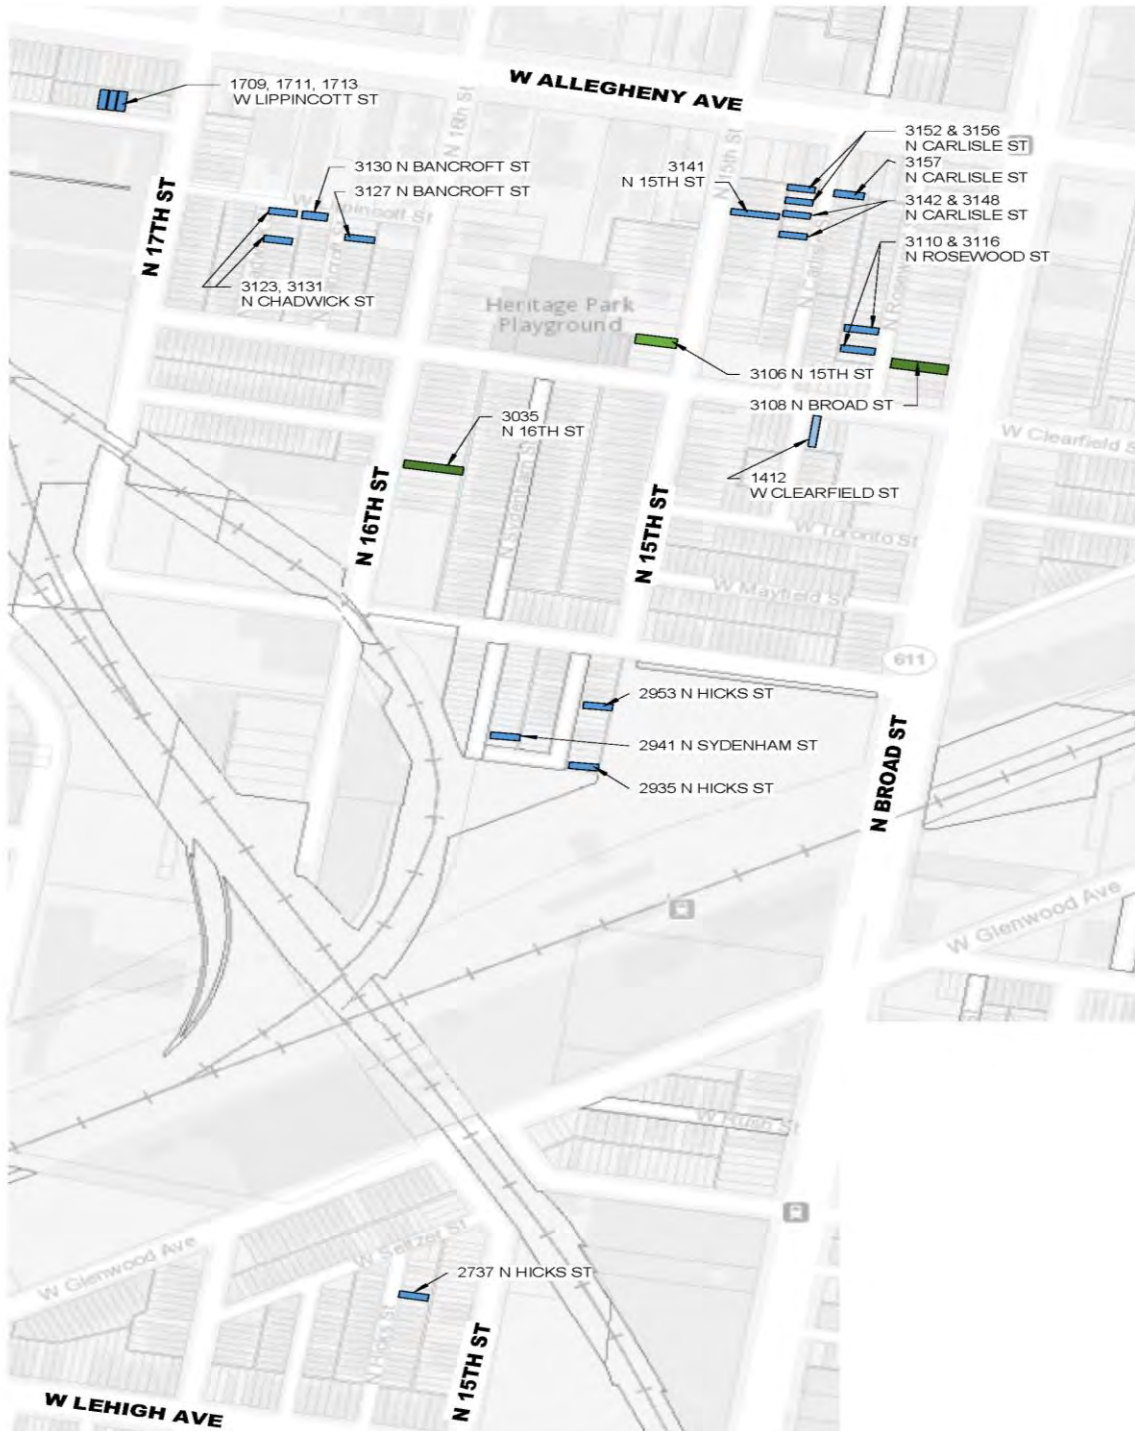 W ALLEGHENY AVE
1709, 1711, 1713
W LIPPINCOTT ST
N 16th St
N 15th St
3152 & 3156
N CARLISLE ST
3130 N BANCROFT ST
3141
N 15TH ST
3157
N CARLISLE ST
3127 N BANCROFT ST
N 17TH ST
3142 & 3148
N CARLISLE ST
3110 & 3116
N ROSEWOOD ST
3123, 3131
N CHADWICK ST
Heritage Park
Playground
3106 N 15TH ST
3108 N BROAD ST
3035
N 16TH ST
W Clearfield S
1412
W CLEARFIELD ST
N Sydenham St
N 16TH ST
N 15TH ST
W Toronto St
W Mayfield St
611
2953 N HICKS ST
2941 N SYDENHAM ST
2935 N HICKS ST
N BROAD ST
W Glenwood Ave
W Rush St
W Glenwood Ave
W Seltzer St
2737 N HICKS ST
N 15TH ST
W LEHIGH AVE